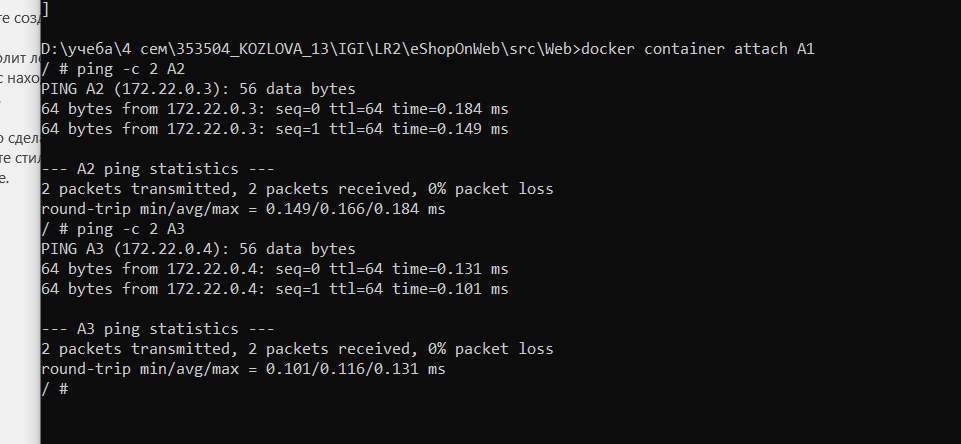 те созд
]
D:\учеба\4 сем\353504_KOZLOVA_13\IGI\LR2\eShopOnWeb\src\Web>docker container attach A1
рлит ло
/ # ping -c 2 A2
с нахо
PING A2 (172.22.0.3): 56 data bytes
64 bytes from 172.22.0.3: seq=0 ttl=64 time=0.184 ms
64 bytes from 172.22.0.3: seq=1 ttl=64 time=0.149 ms
о сдела
те стил
--- A2 ping statistics ---
е.
2 packets transmitted, 2 packets received, 0% packet loss
round-trip min/avg/max = 0.149/0.166/0.184 ms
/ # ping -c 2 A3
PING A3 (172.22.0.4): 56 data bytes
64 bytes from 172.22.0.4: seq=0 ttl=64 time=0.131 ms
64 bytes from 172.22.0.4: seq=1 ttl=64 time=0.101 ms
--- A3 ping statistics ---
2 packets transmitted, 2 packets received, 0% packet loss
round-trip min/avg/max = 0.101/0.116/0.131 ms
/ #